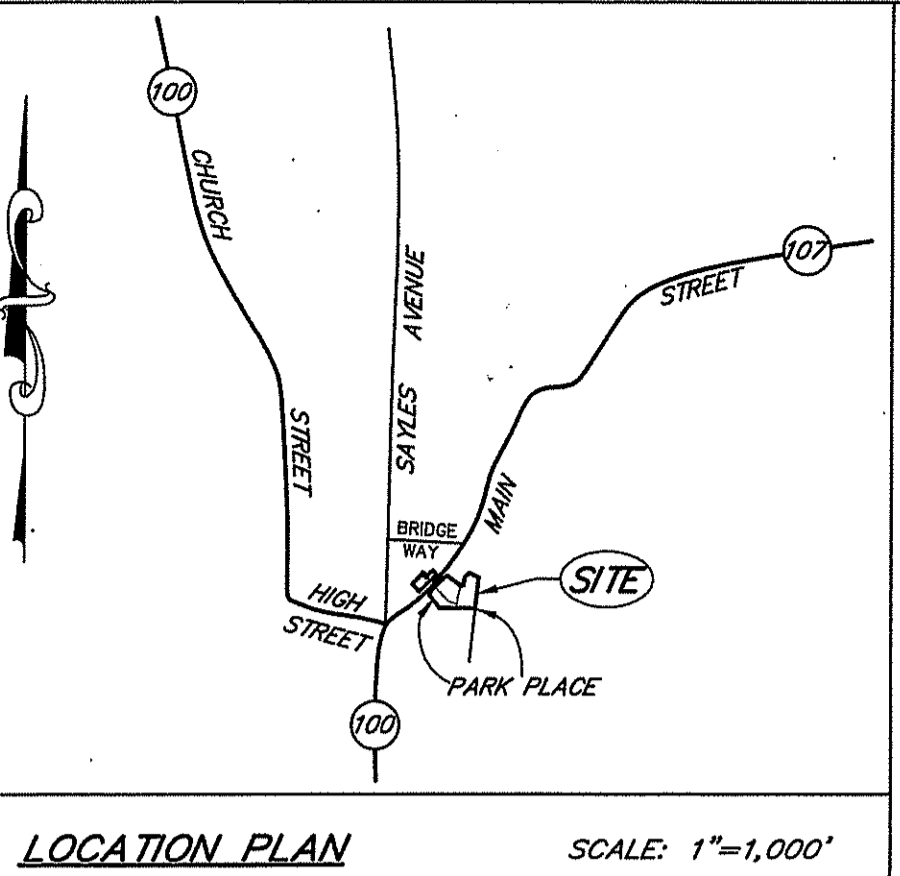 100
CHURCH
STREET
SAYLES AVENUE
107
STREET
MAIN
BRIDGE
WAY
SITE
HIGH
STREET
PARK PLACE
100
LOCATION PLAN
SCALE: 1"=1,000'